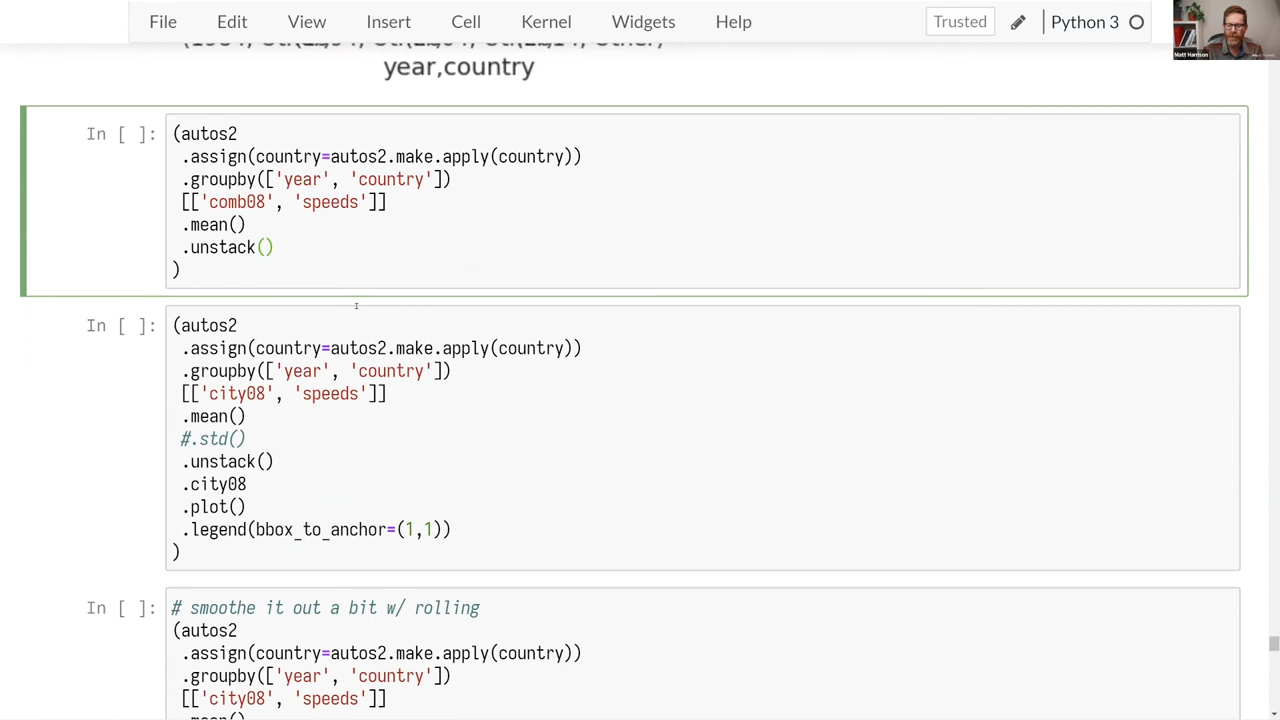 File Edit View Insert Cell Kernel Widgets Help Trusted Python 3
Matt Harrison
year,country
In [ ]: (autos2
.assign(country=autos2.make.apply(country))
.groupby(['year', 'country'])
[['comb08', 'speeds']]
.mean()
.unstack()
)
In [ ]: (autos2
.assign(country=autos2.make.apply(country))
.groupby(['year', 'country'])
[['city08', 'speeds']]
.mean()
#.std()
.unstack()
.city08
.plot()
.legend(bbox_to_anchor=(1,1))
)
In [ ]: # smoothe it out a bit w/ rolling
(autos2
.assign(country=autos2.make.apply(country))
.groupby(['year', 'country'])
[['city08', 'speeds']]
.mean()